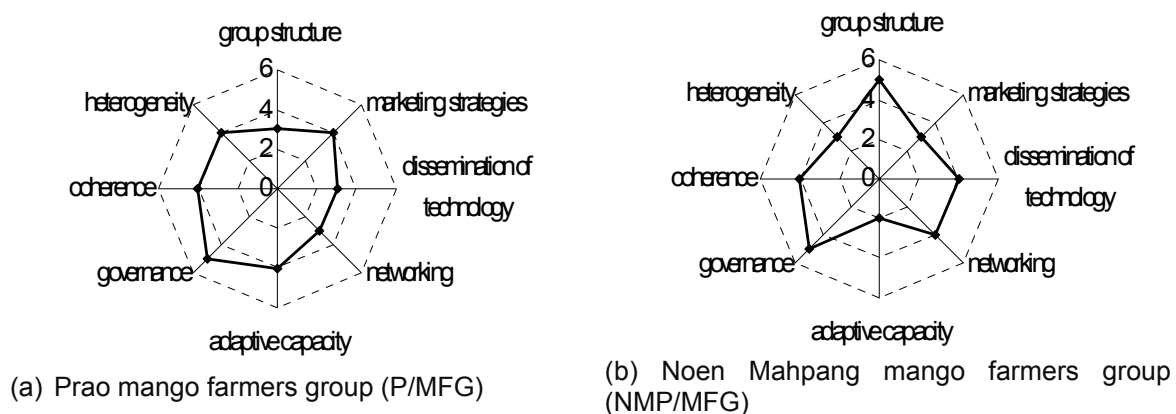 group structure
6
heterogeneity
marketing strategies
4
2
coherence
0
dissemination of
technology
governance
networking
adaptive capacity
(a) Prao mango farmers group (P/MFG)
group structure
6
heterogeneity
marketing strategies
4
2
coherence
0
dissemination of
technology
governance
networking
adaptive capacity
(b) Noen Mahpang mango farmers group
(NMP/MFG)